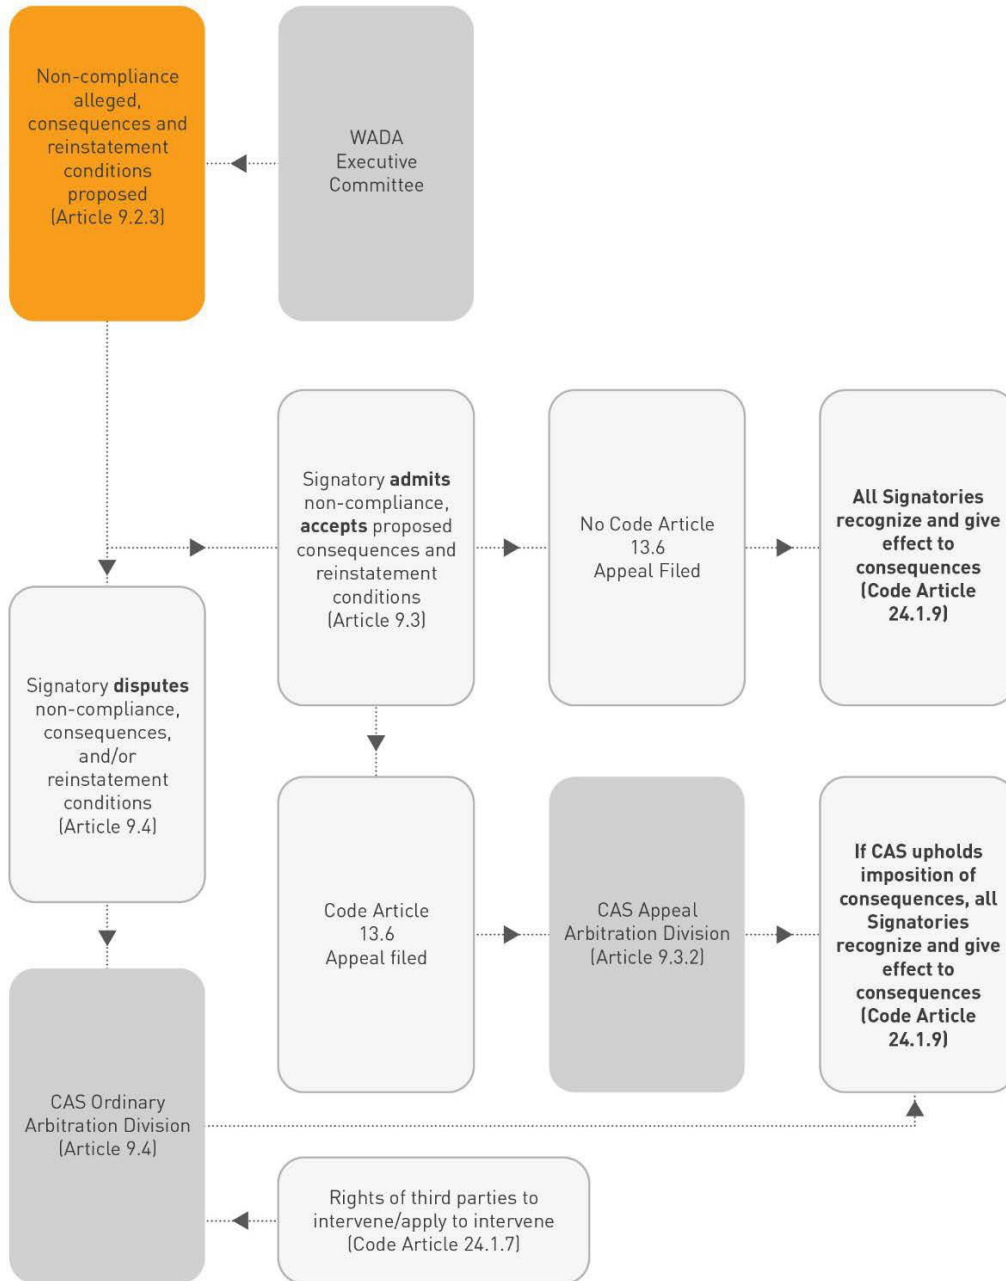 Non-compliance
alleged,
consequences and
reinstatement
conditions
proposed
(Article 9.2.3)
WADA
Executive
Committee
Signatory admits
non-compliance,
accepts proposed
consequences and
reinstatement
conditions
(Article 9.3)
No Code Article
13.6
Appeal Filed
All Signatories
recognize and give
effect to
consequences
(Code Article
24.1.9)
Signatory disputes
non-compliance,
consequences,
and/or
reinstatement
conditions
(Article 9.4)
Code Article
13.6
Appeal filed
CAS Appeal
Arbitration Division
(Article 9.3.2)
If CAS upholds
imposition of
consequences, all
Signatories
recognize and give
effect to
consequences
(Code Article
24.1.9)
CAS Ordinary
Arbitration Division
(Article 9.4)
Rights of third parties to
intervene/apply to intervene
(Code Article 24.1.7)